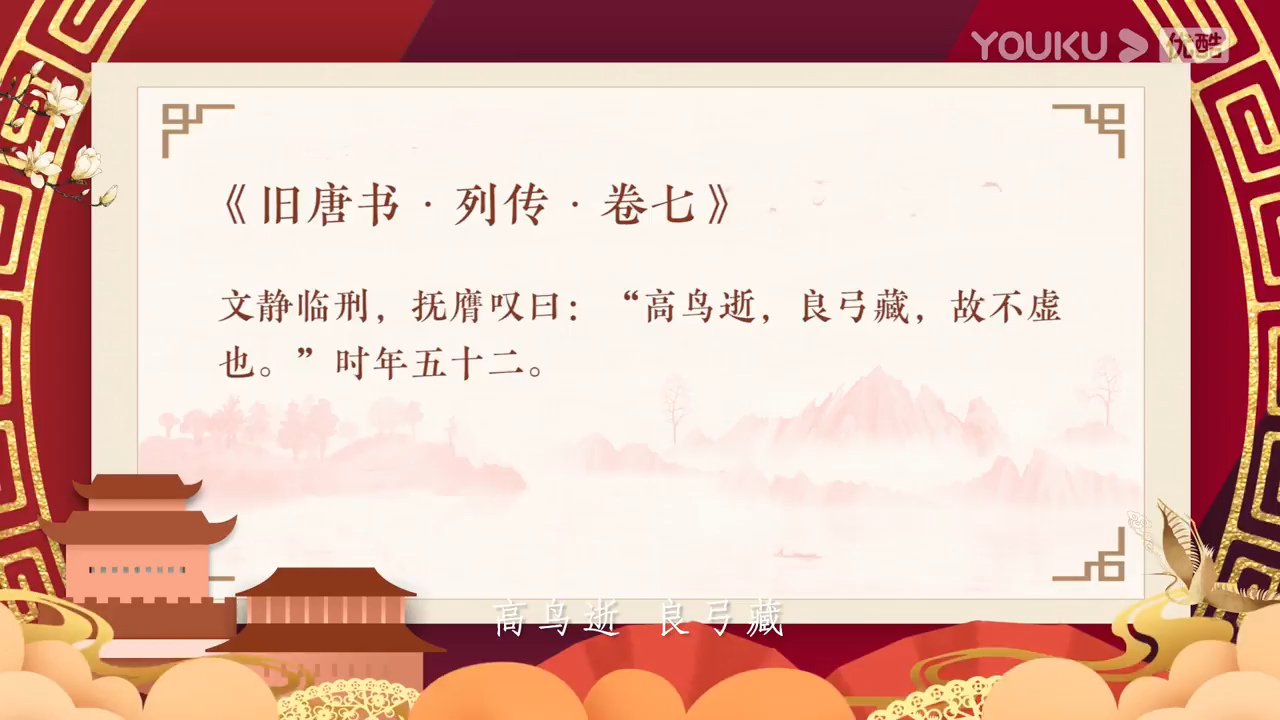 YOUKU 优酷
《旧唐书·列传·卷七》
文静临刑，抚膺叹曰：“高鸟逝，良弓藏，故不虚
也。”时年五十二。
高鸟逝 良弓藏